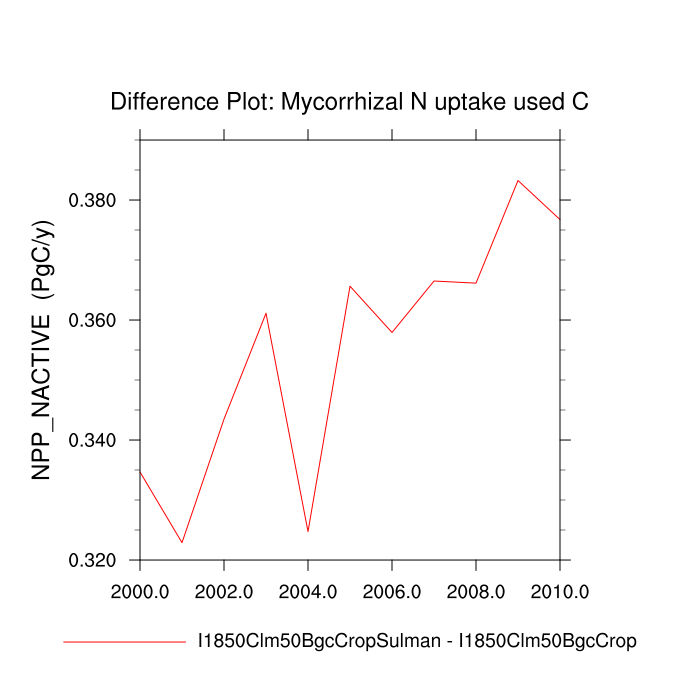 Difference Plot: Mycorrhizal N uptake used C
NPP_NACTIVE (PgC/y)
0.380
0.360
0.340
0.320
2000.0 2002.0 2004.0 2006.0 2008.0 2010.0
I1850Clm50BgcCropSulman - I1850Clm50BgcCrop